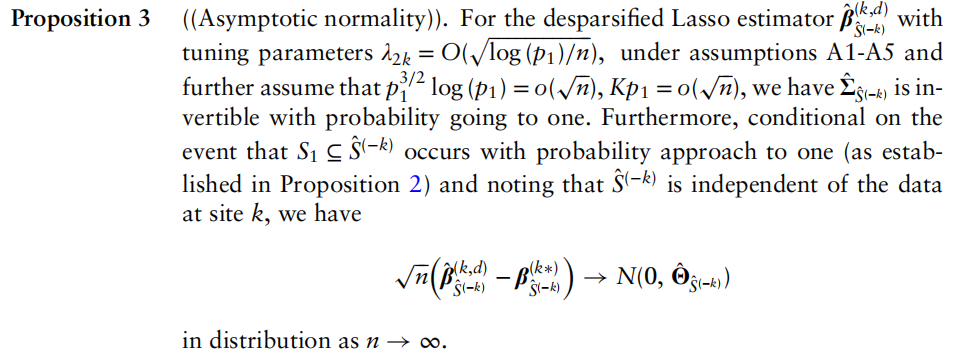 Proposition 3 ((Asymptotic normality)). For the desparsified Lasso estimator $\hat{\boldsymbol{\beta}}^{(k,d)}_{\hat{S}^{(-k)}}$ with
tuning parameters $\lambda_{2k} = O(\sqrt{\log(p_1)/n})$, under assumptions A1-A5 and
further assume that $p_1^{3/2} \log(p_1) = o(\sqrt{n})$, $Kp_1 = o(\sqrt{n})$, we have $\hat{\boldsymbol{\Sigma}}_{\hat{S}^{(-k)}}$ is in-
vertible with probability going to one. Furthermore, conditional on the
event that $S_1 \subseteq \hat{S}^{(-k)}$ occurs with probability approach to one (as estab-
lished in Proposition 2) and noting that $\hat{S}^{(-k)}$ is independent of the data
at site $k$, we have
$\sqrt{n}\left(\hat{\boldsymbol{\beta}}^{(k,d)}_{\hat{S}^{(-k)}} - \boldsymbol{\beta}^{(k*)}_{\hat{S}^{(-k)}}\right) \to N(0, \hat{\boldsymbol{\Theta}}_{\hat{S}^{(-k)}})$
in distribution as $n \to \infty$.